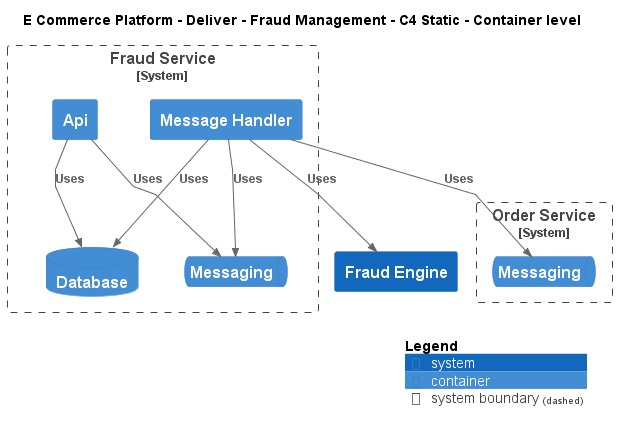 E Commerce Platform - Deliver - Fraud Management - C4 Static - Container level
Fraud Service
[System]
Api
Message Handler
Uses
Uses
Uses
Uses
Uses
Uses
Order Service
[System]
Database
Messaging
Fraud Engine
Messaging
Legend
system
container
system boundary (dashed)